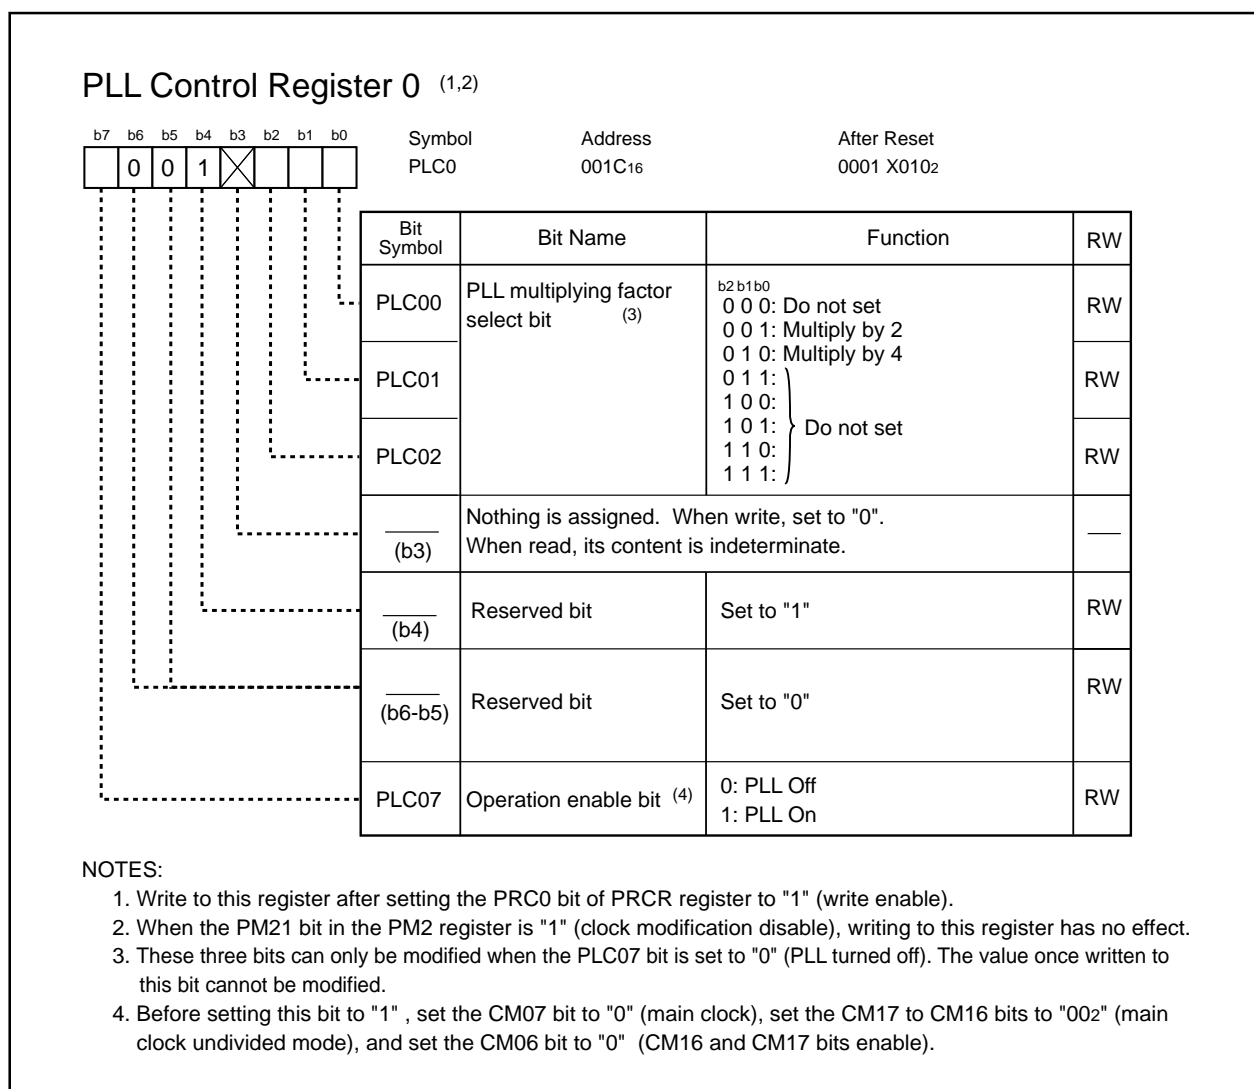 PLL Control Register 0 (1,2)
b7 b6 b5 b4 b3 b2 b1 b0
0 0 1
Symbol Address After Reset
PLC0 001C16 0001 X0102
Bit Symbol Bit Name Function RW
PLC00 PLL multiplying factor select bit (3) RW
b2 b1 b0
0 0 0: Do not set
0 0 1: Multiply by 2
0 1 0: Multiply by 4
PLC01 RW
0 1 1:
1 0 0:
1 0 1: Do not set
1 1 0:
1 1 1:
PLC02 RW
(b3) Nothing is assigned. When write, set to "0".
When read, its content is indeterminate. —
(b4) Reserved bit Set to "1" RW
(b6-b5) Reserved bit Set to "0" RW
PLC07 Operation enable bit (4) 0: PLL Off
1: PLL On RW
NOTES:
1. Write to this register after setting the PRC0 bit of PRCR register to "1" (write enable).
2. When the PM21 bit in the PM2 register is "1" (clock modification disable), writing to this register has no effect.
3. These three bits can only be modified when the PLC07 bit is set to "0" (PLL turned off). The value once written to
this bit cannot be modified.
4. Before setting this bit to "1" , set the CM07 bit to "0" (main clock), set the CM17 to CM16 bits to "002" (main
clock undivided mode), and set the CM06 bit to "0" (CM16 and CM17 bits enable).